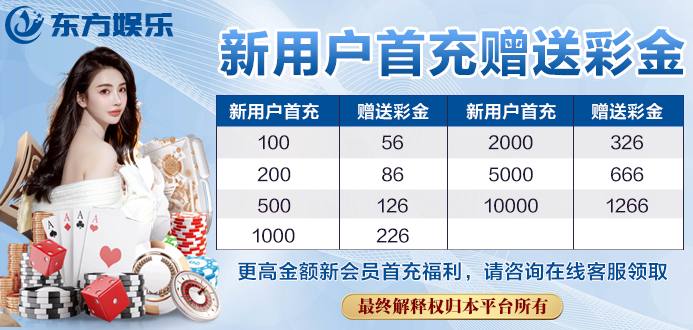 东方娱乐
新用户首充赠送彩金
新用户首充 赠送彩金 新用户首充 赠送彩金
100 56 2000 326
200 86 5000 666
500 126 10000 1266
1000 226
更高金额新会员首充福利，请咨询在线客服领取
最终解释权归本平台所有
A A A A